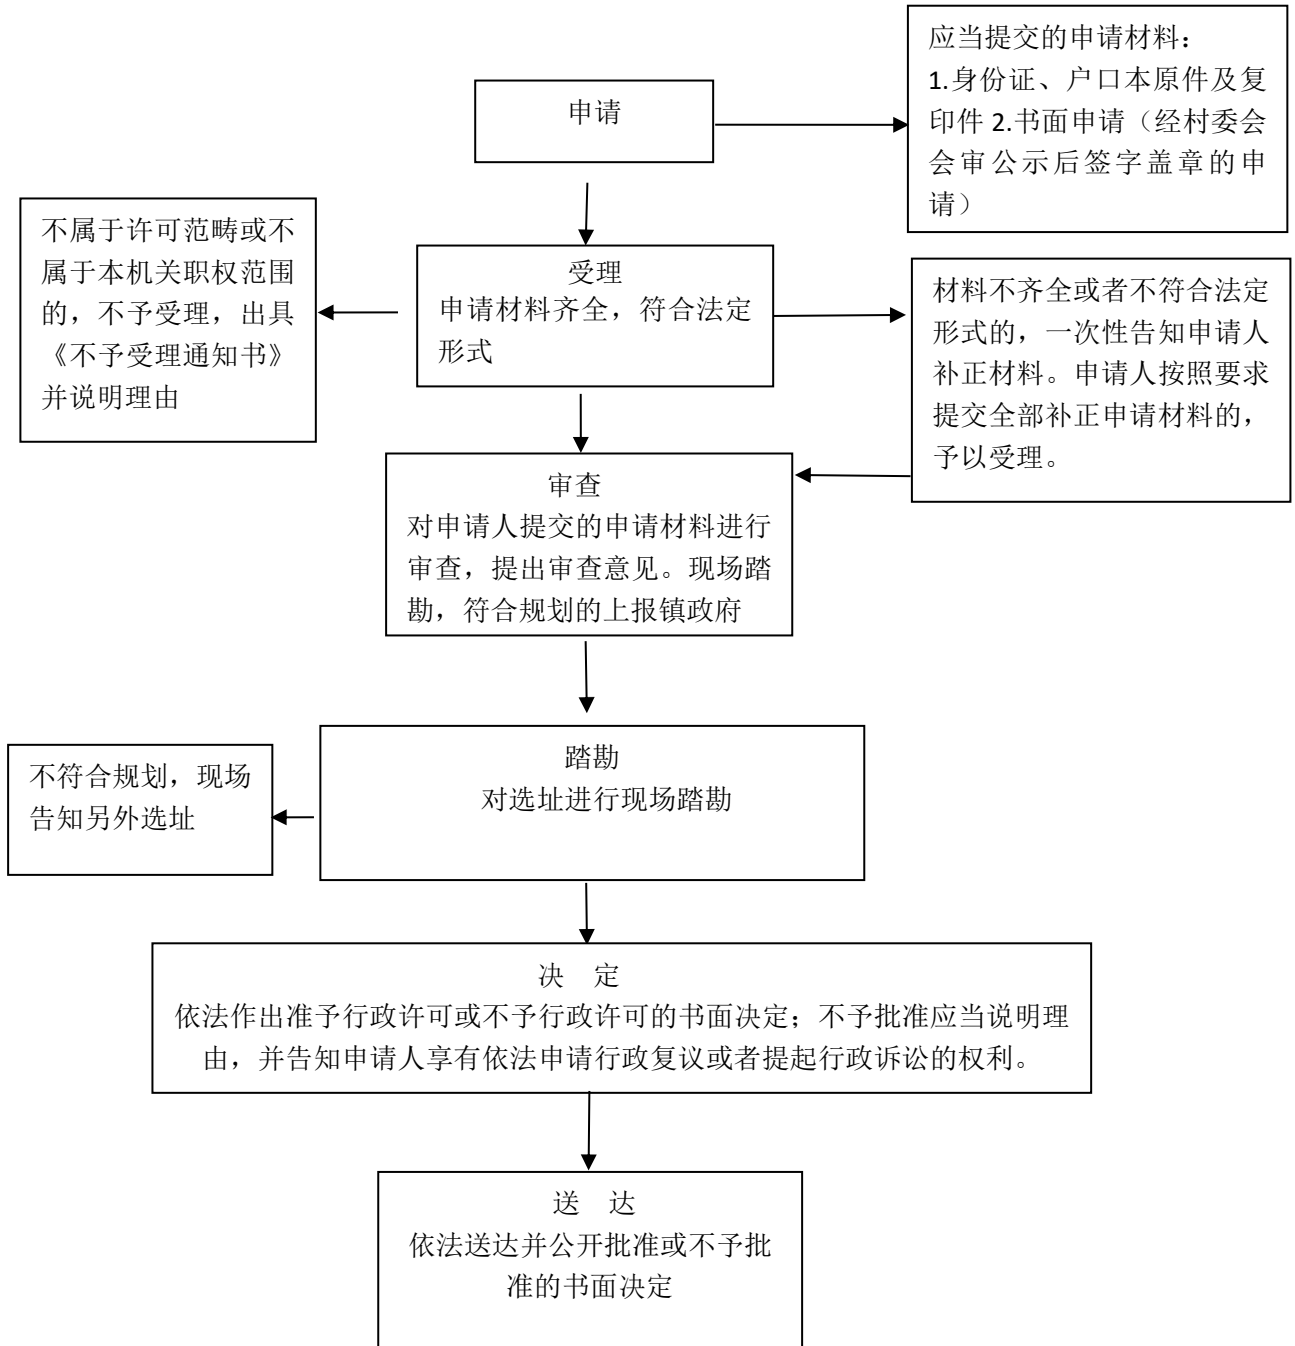 申请
应当提交的申请材料：
1.身份证、户口本原件及复
印件 2.书面申请（经村委会
会审公示后签字盖章的申
请）
不属于许可范畴或不
属于本机关职权范围
的，不予受理，出具
《不予受理通知书》
并说明理由
受理
申请材料齐全，符合法定
形式
材料不齐全或者不符合法定
形式的，一次性告知申请人
补正材料。申请人按照要求
提交全部补正申请材料的，
予以受理。
审查
对申请人提交的申请材料进行
审查，提出审查意见。现场踏
勘，符合规划的上报镇政府
踏勘
对选址进行现场踏勘
不符合规划，现场
告知另外选址
决 定
依法作出准予行政许可或不予行政许可的书面决定；不予批准应当说明理
由，并告知申请人享有依法申请行政复议或者提起行政诉讼的权利。
送 达
依法送达并公开批准或不予批
准的书面决定